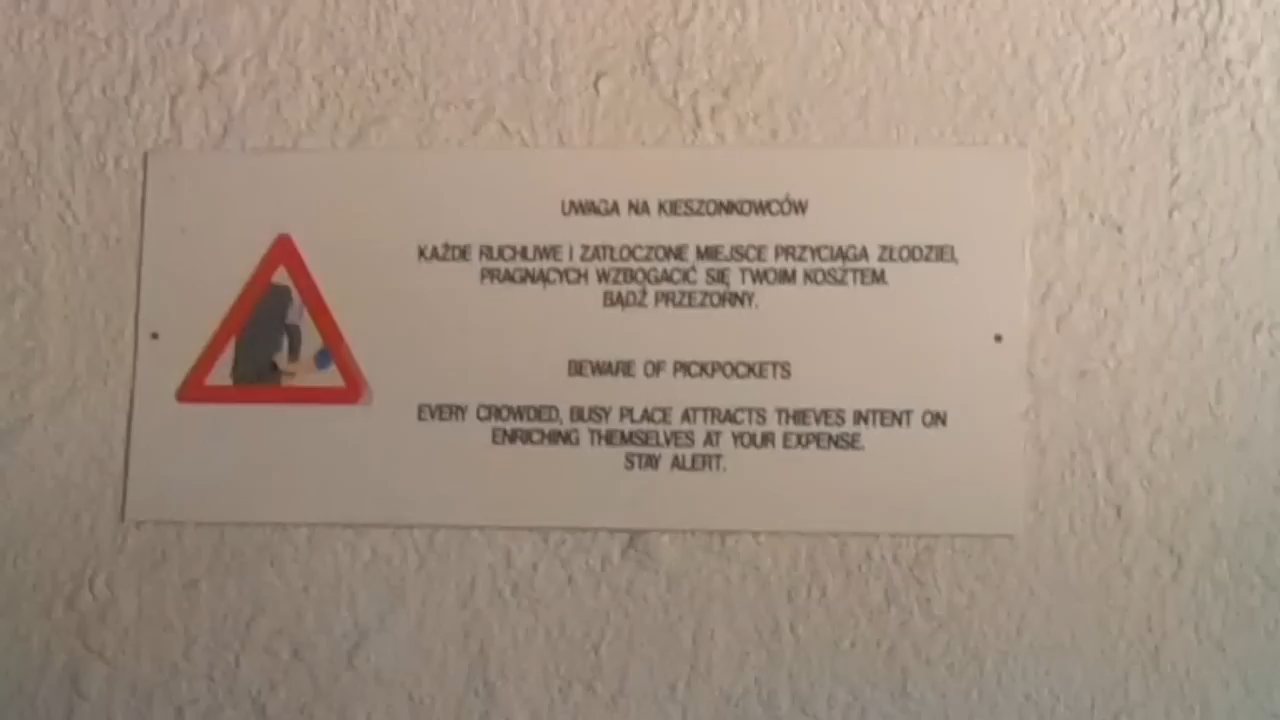 UWAGA NA KIESZONKOWCÓW
KAŻDE RUCHLIWE I ZATŁOCZONE MIEJSCE PRZYCIĄGA ZŁODZIEI,
PRAGNĄCYCH WZBOGACIĆ SIĘ TWOIM KOSZTEM.
BĄDŹ PRZEZORNY.
BEWARE OF PICKPOCKETS
EVERY CROWDED, BUSY PLACE ATTRACTS THIEVES INTENT ON
ENRICHING THEMSELVES AT YOUR EXPENSE.
STAY ALERT.